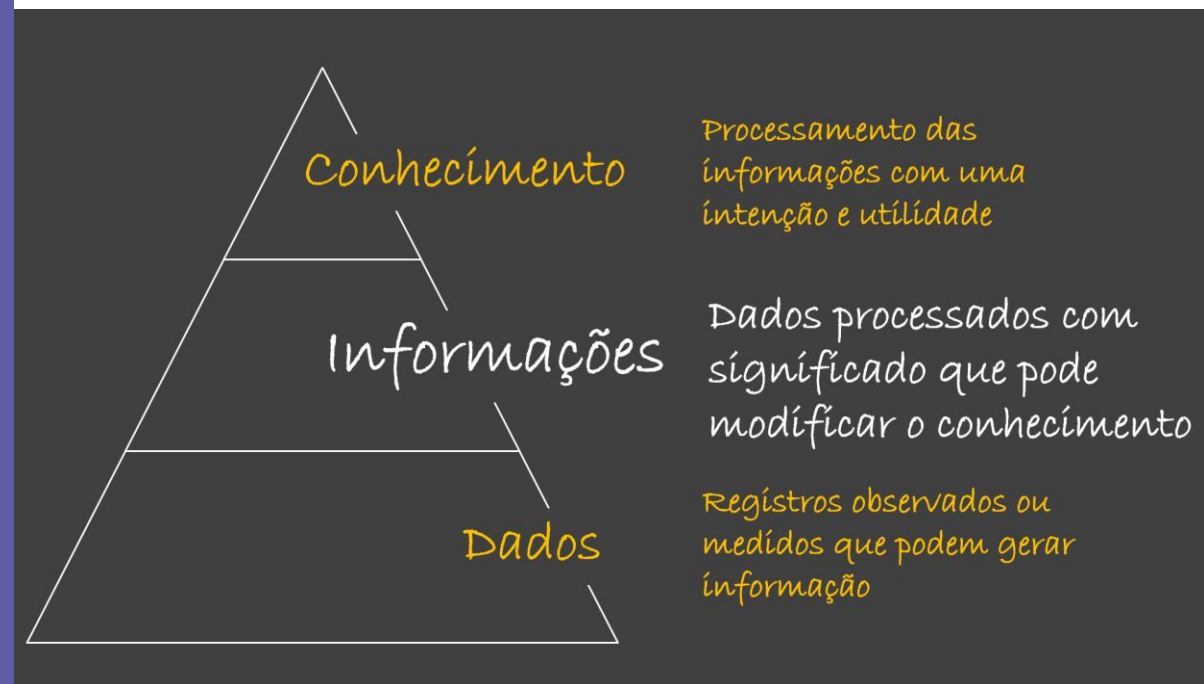 Conhecimento
Processamento das
informações com uma
intenção e utilidade
Informações
Dados processados com
significado que pode
modificar o conhecimento
Dados
Registros observados ou
medidos que podem gerar
informação